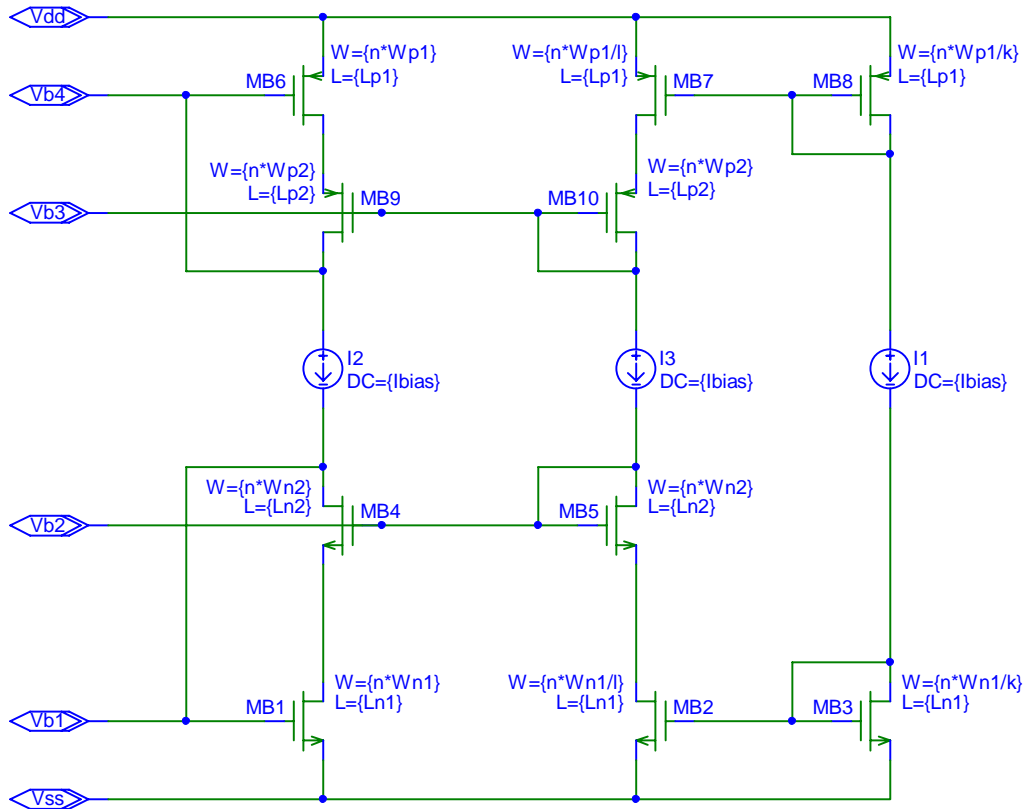 Vdd
W={n*Wp1}
L={Lp1}
MB6
W={n*Wp1/l}
L={Lp1}
MB7
W={n*Wp1/k}
L={Lp1}
MB8
Vb4
W={n*Wp2}
L={Lp2}
MB9
W={n*Wp2}
L={Lp2}
MB10
Vb3
I2
DC={Ibias}
I3
DC={Ibias}
I1
DC={Ibias}
W={n*Wn2}
L={Ln2}
MB4
W={n*Wn2}
L={Ln2}
MB5
Vb2
W={n*Wn1}
L={Ln1}
MB1
W={n*Wn1/l}
L={Ln1}
MB2
W={n*Wn1/k}
L={Ln1}
MB3
Vb1
Vss